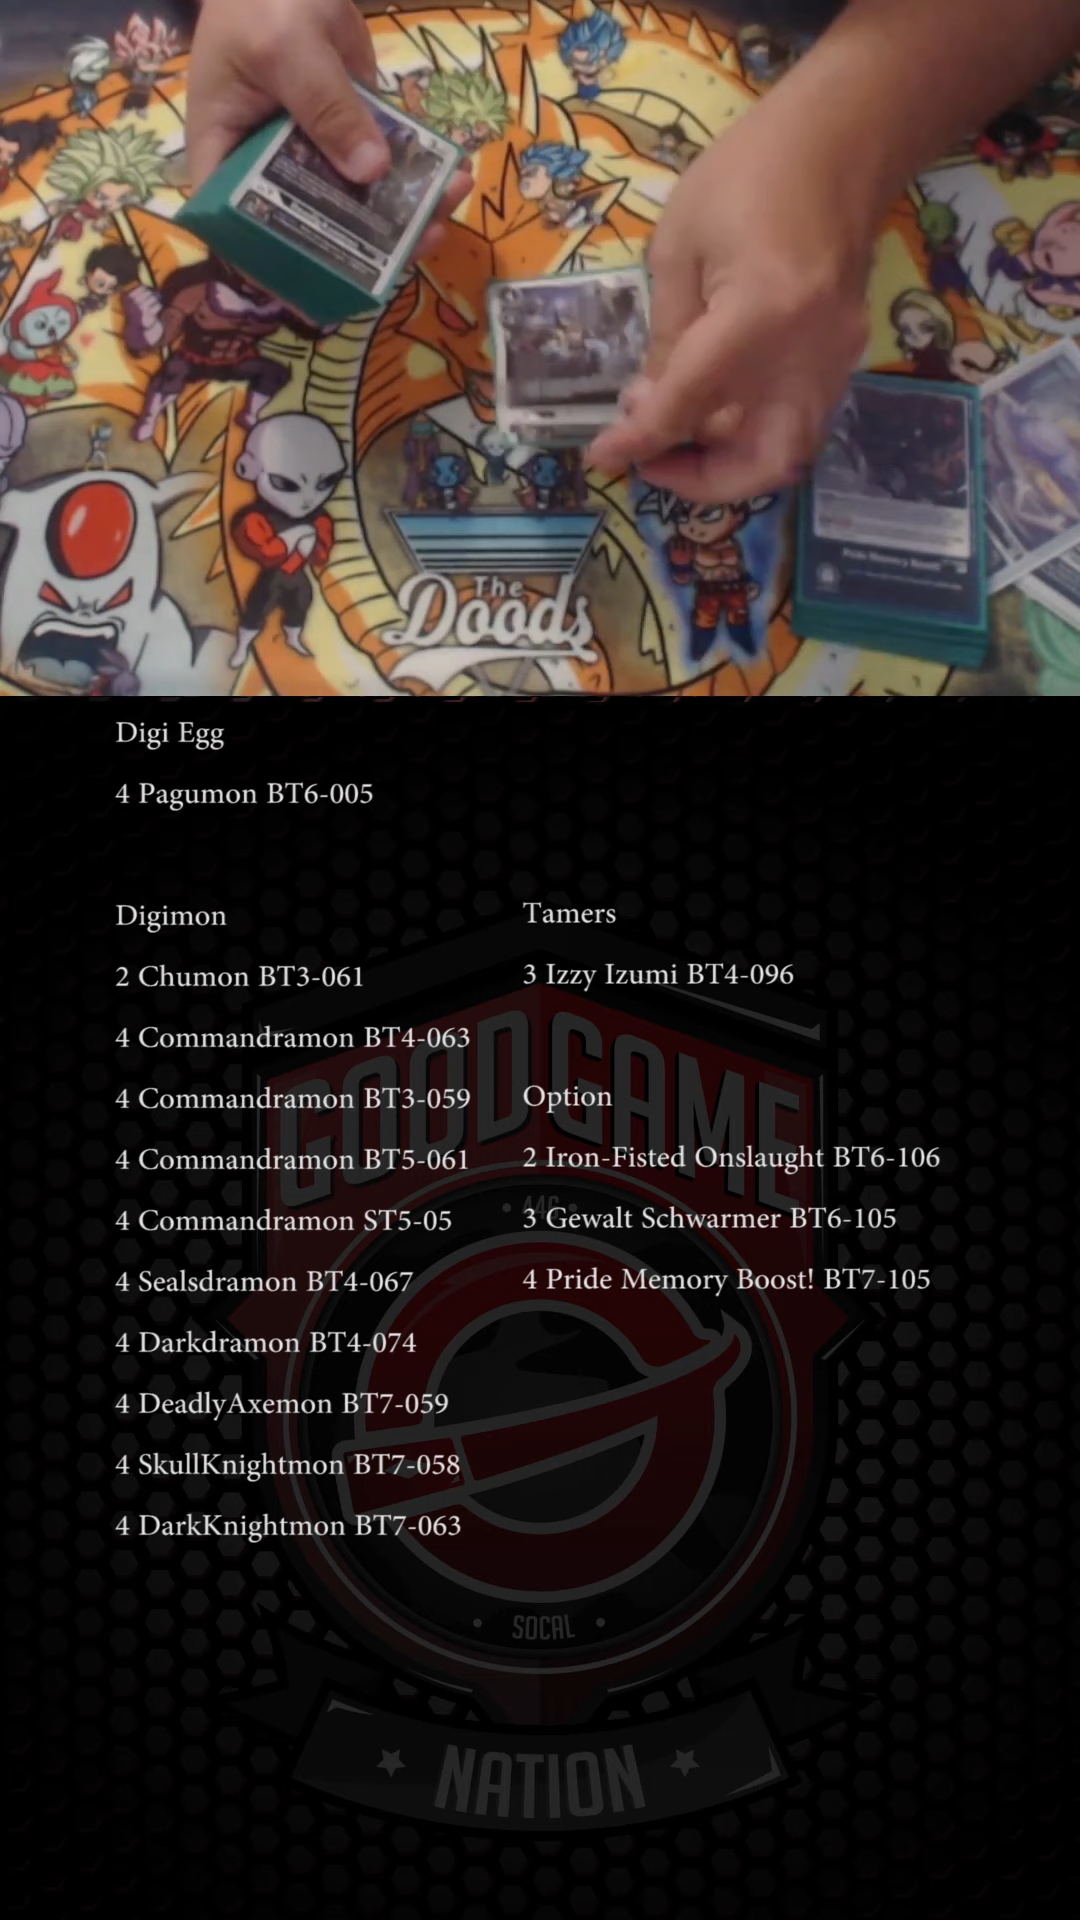 The
Doods
Digi Egg
4 Pagumon BT6-005
Digimon
2 Chumon BT3-061
4 Commandramon BT4-063
4 Commandramon BT3-059
4 Commandramon BT5-061
4 Commandramon ST5-05
4 Sealsdramon BT4-067
4 Darkdramon BT4-074
4 DeadlyAxemon BT7-059
4 SkullKnightmon BT7-058
4 DarkKnightmon BT7-063
Tamers
3 Izzy Izumi BT4-096
Option
2 Iron-Fisted Onslaught BT6-106
3 Gewalt Schwarmer BT6-105
4 Pride Memory Boost! BT7-105
GOODGAME
SOCAL
NATION